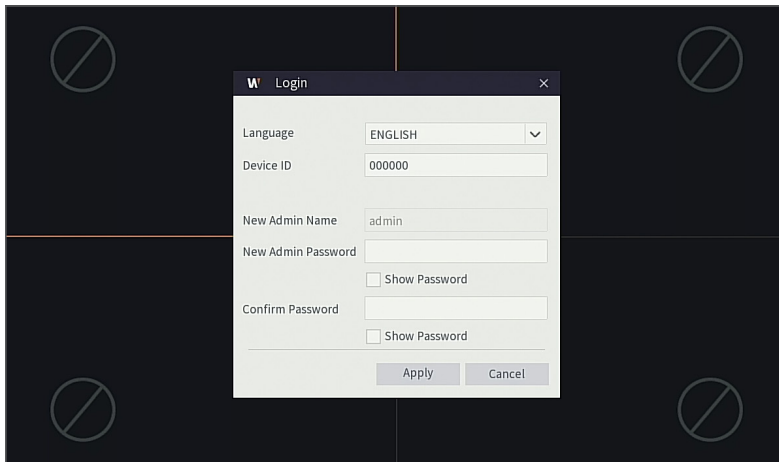 W Login
Language ENGLISH
Device ID 000000
New Admin Name admin
New Admin Password
Show Password
Confirm Password
Show Password
Apply Cancel